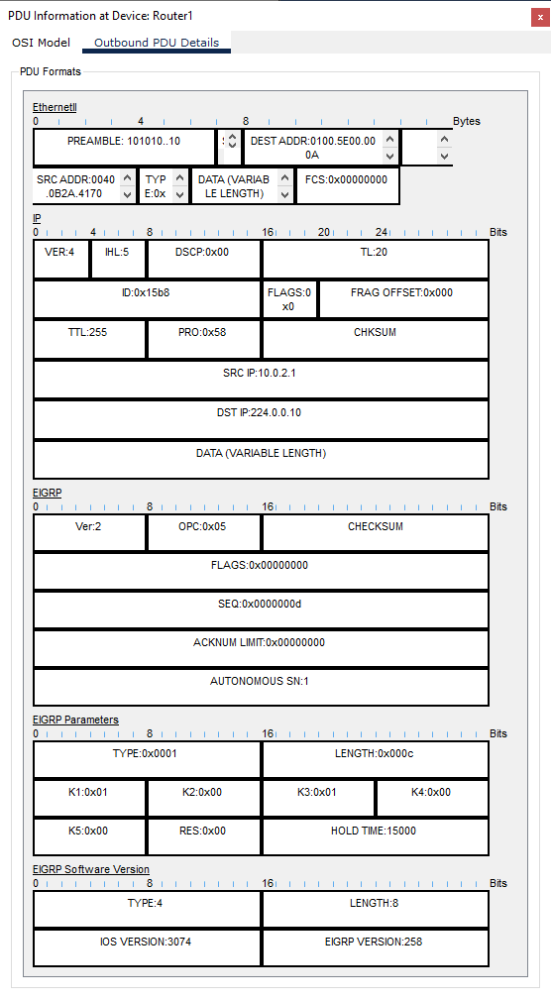 PDU Information at Device: Router1
x
OSI Model Outbound PDU Details
PDU Formats
EthernetII
0 4 8 Bytes
PREAMBLE: 101010..10
DEST ADDR:0100.5E00.00
0A
SRC ADDR:0040
.0B2A.4170
TYP
E:0x
DATA (VARIAB
LE LENGTH)
FCS:0x00000000
IP
0 4 8 16 20 24 Bits
VER:4 IHL:5 DSCP:0x00 TL:20
ID:0x15b8 FLAGS:0
x0
FRAG OFFSET:0x000
TTL:255 PRO:0x58 CHKSUM
SRC IP:10.0.2.1
DST IP:224.0.0.10
DATA (VARIABLE LENGTH)
EIGRP
0 8 16 Bits
Ver:2 OPC:0x05 CHECKSUM
FLAGS:0x00000000
SEQ:0x0000000d
ACKNUM LIMIT:0x00000000
AUTONOMOUS SN:1
EIGRP Parameters
0 8 16 Bits
TYPE:0x0001 LENGTH:0x000c
K1:0x01 K2:0x00 K3:0x01 K4:0x00
K5:0x00 RES:0x00 HOLD TIME:15000
EIGRP Software Version
0 8 16 Bits
TYPE:4 LENGTH:8
IOS VERSION:3074 EIGRP VERSION:258